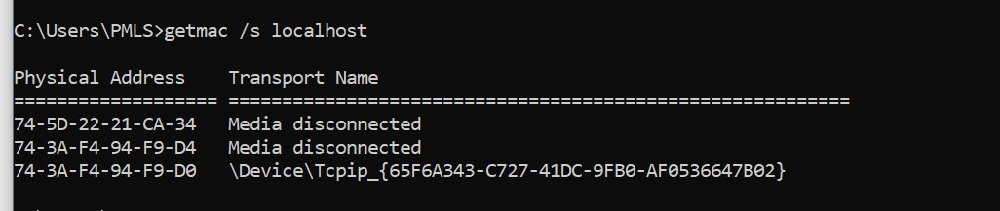 C:\Users\PMLS>getmac /s localhost
Physical Address    Transport Name
=================== ==========================================================
74-5D-22-21-CA-34   Media disconnected
74-3A-F4-94-F9-D4   Media disconnected
74-3A-F4-94-F9-D0   \Device\Tcpip_{65F6A343-C727-41DC-9FB0-AF0536647B02}